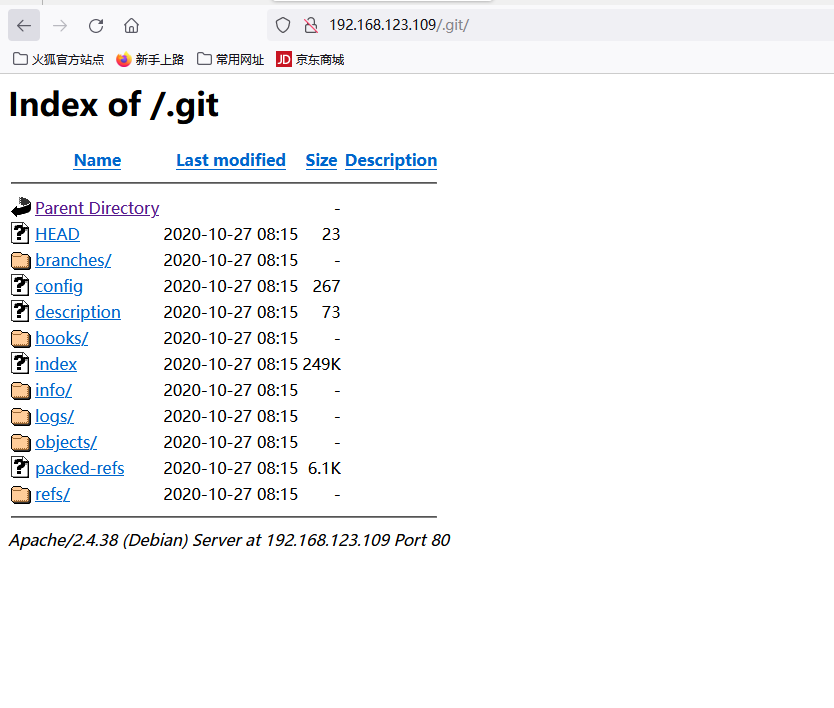 192.168.123.109/.git/
火狐官方站点 新手上路 常用网址 JD 京东商城
Index of /.git
Name Last modified Size Description
Parent Directory -
HEAD 2020-10-27 08:15 23
branches/ 2020-10-27 08:15 -
config 2020-10-27 08:15 267
description 2020-10-27 08:15 73
hooks/ 2020-10-27 08:15 -
index 2020-10-27 08:15 249K
info/ 2020-10-27 08:15 -
logs/ 2020-10-27 08:15 -
objects/ 2020-10-27 08:15 -
packed-refs 2020-10-27 08:15 6.1K
refs/ 2020-10-27 08:15 -
Apache/2.4.38 (Debian) Server at 192.168.123.109 Port 80